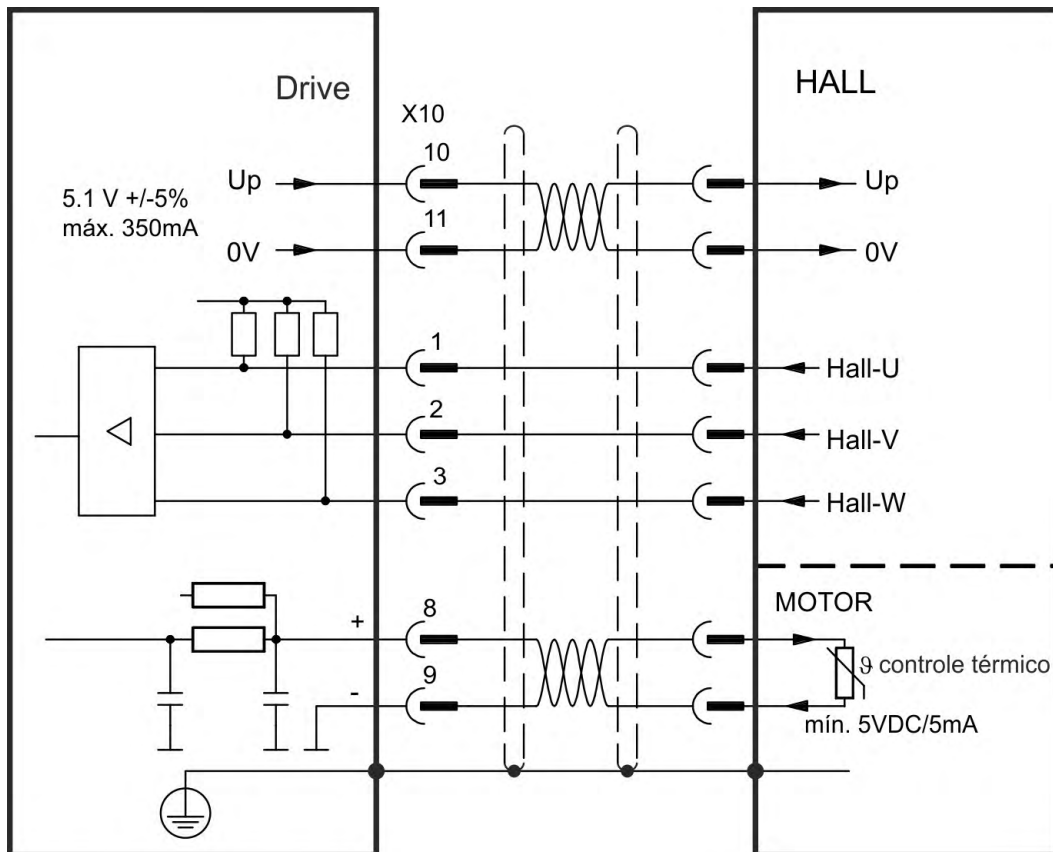 Drive
HALL
X10
10
Up
Up
5.1 V +/-5%
máx. 350mA
11
0V
0V
1
Hall-U
2
Hall-V
3
Hall-W
MOTOR
8
+
ϑ controle térmico
9
-
mín. 5VDC/5mA